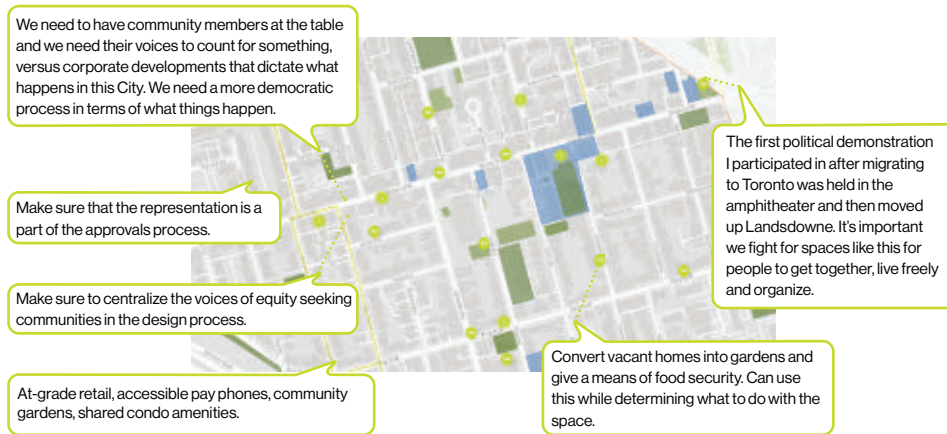 We need to have community members at the table
and we need their voices to count for something,
versus corporate developments that dictate what
happens in this City. We need a more democratic
process in terms of what things happen.
The first political demonstration
I participated in after migrating
to Toronto was held in the
amphitheater and then moved
up Landsdowne. It's important
we fight for spaces like this for
people to get together, live freely
and organize.
Make sure that the representation is a
part of the approvals process.
Make sure to centralize the voices of equity seeking
communities in the design process.
At-grade retail, accessible pay phones, community
gardens, shared condo amenities.
Convert vacant homes into gardens and
give a means of food security. Can use
this while determining what to do with the
space.